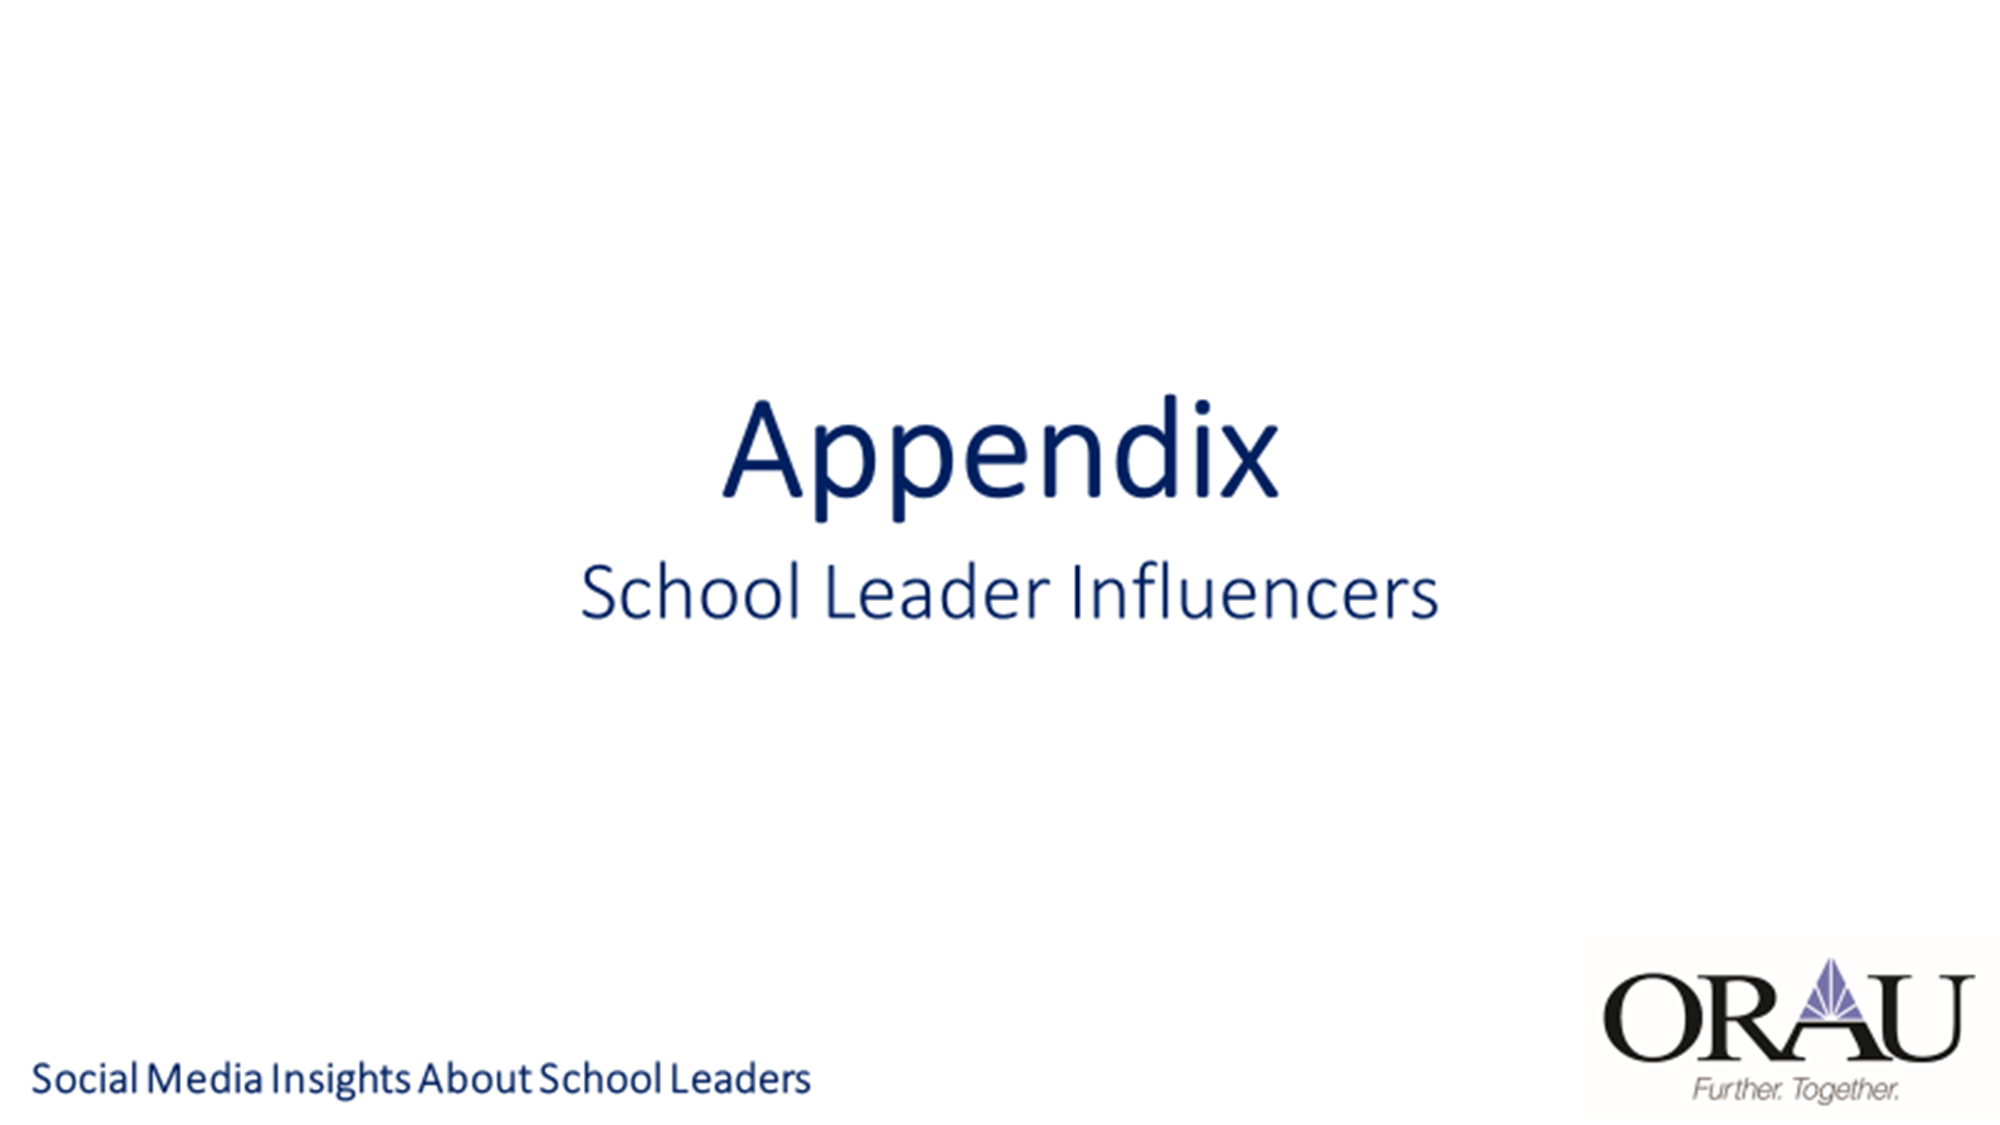 Appendix
School Leader Influencers
Social Media Insights About School Leaders
ORAU
Further. Together.